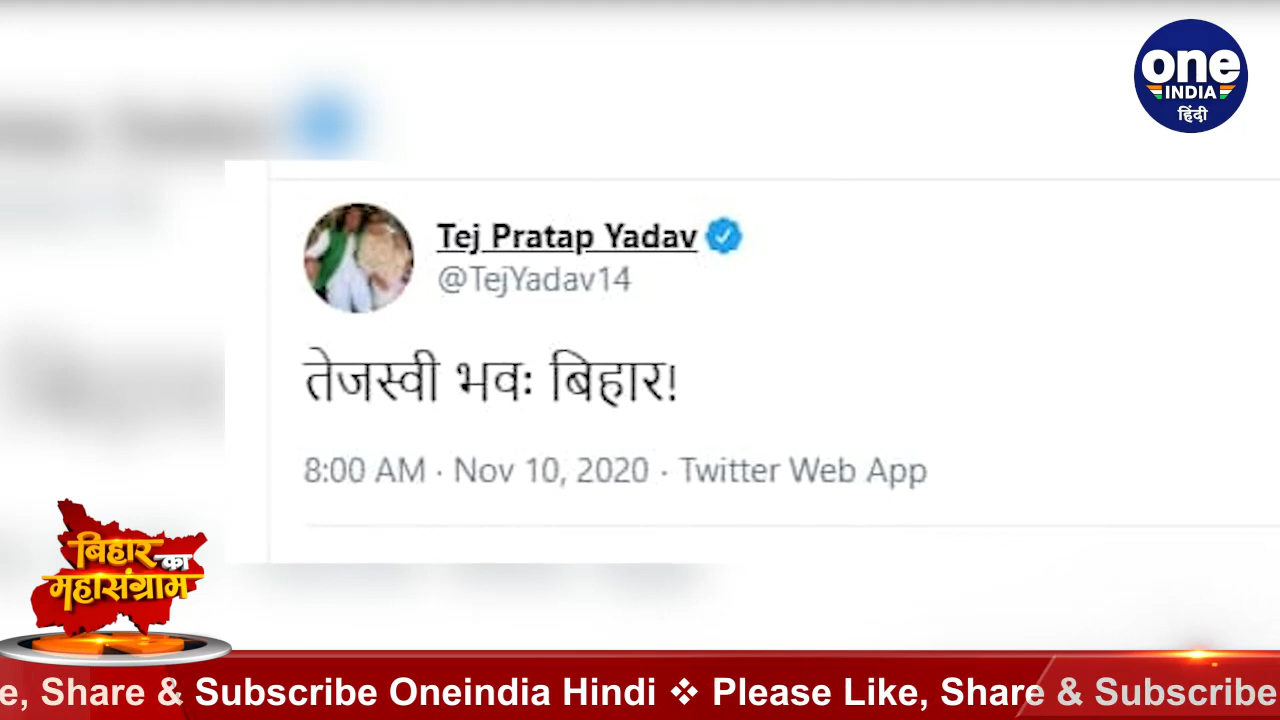 one
INDIA
हिंदी
Tej Pratap Yadav
@TejYadav14
तेजस्वी भवः बिहार!
8:00 AM · Nov 10, 2020 · Twitter Web App
बिहार का
महासंग्राम
e, Share & Subscribe Oneindia Hindi ❖ Please Like, Share & Subscribe